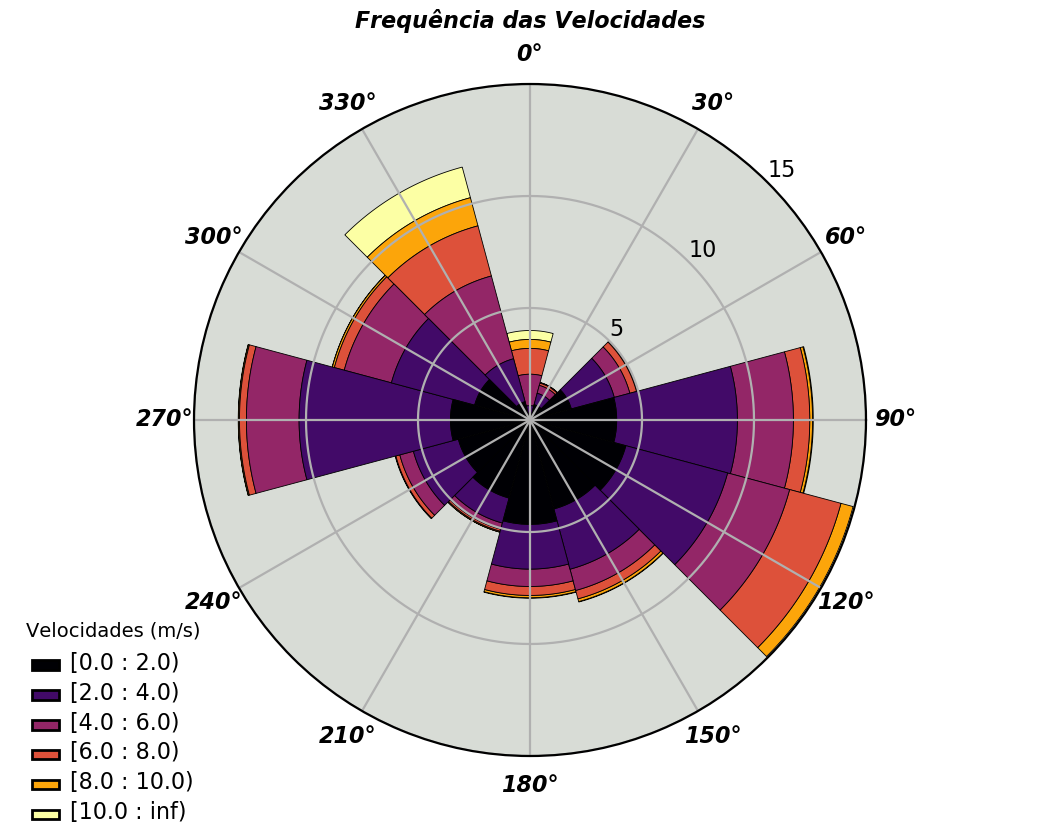 Frequência das Velocidades
0°
30°
60°
90°
120°
150°
180°
210°
240°
270°
300°
330°
5
10
15
Velocidades (m/s)
[0.0 : 2.0)
[2.0 : 4.0)
[4.0 : 6.0)
[6.0 : 8.0)
[8.0 : 10.0)
[10.0 : inf)